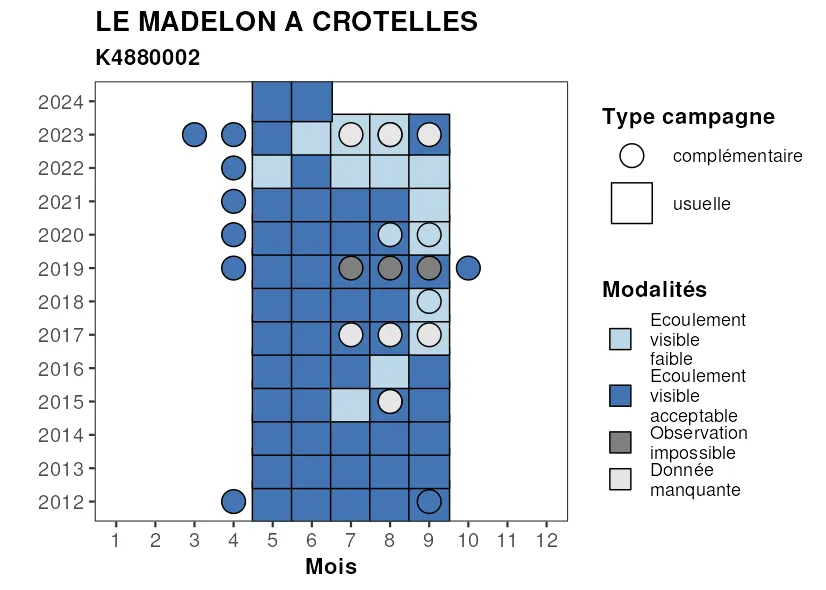 LE MADELON A CROTELLES
K4880002
2024
2023
2022
2021
2020
2019
2018
2017
2016
2015
2014
2013
2012
1 2 3 4 5 6 7 8 9 10 11 12
Mois
Type campagne
complémentaire
usuelle
Modalités
Ecoulement
visible
faible
Ecoulement
visible
acceptable
Observation
impossible
Donnée
manquante